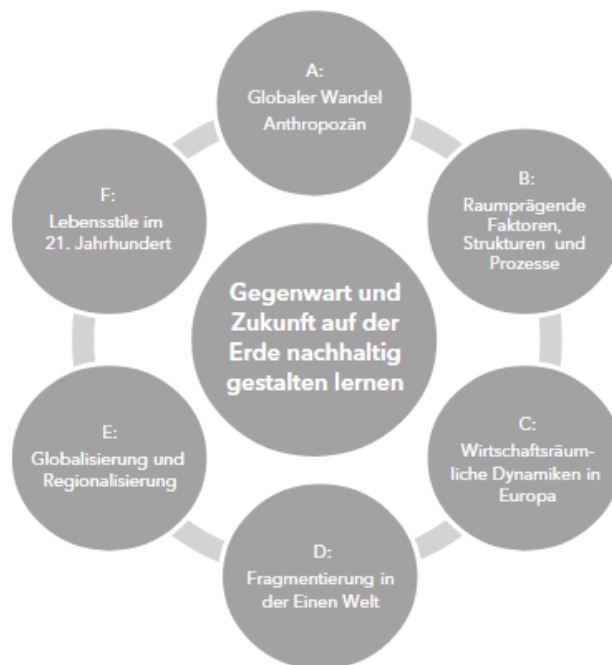 A:
Globaler Wandel
Anthropozän
B:
Raumprägende
Faktoren,
Strukturen und
Prozesse
C:
Wirtschaftsräum-
liche Dynamiken in
Europa
D:
Fragmentierung in
der Einen Welt
E:
Globalisierung und
Regionalisierung
F:
Lebensstile im
21. Jahrhundert
Gegenwart und
Zukunft auf der
Erde nachhaltig
gestalten lernen